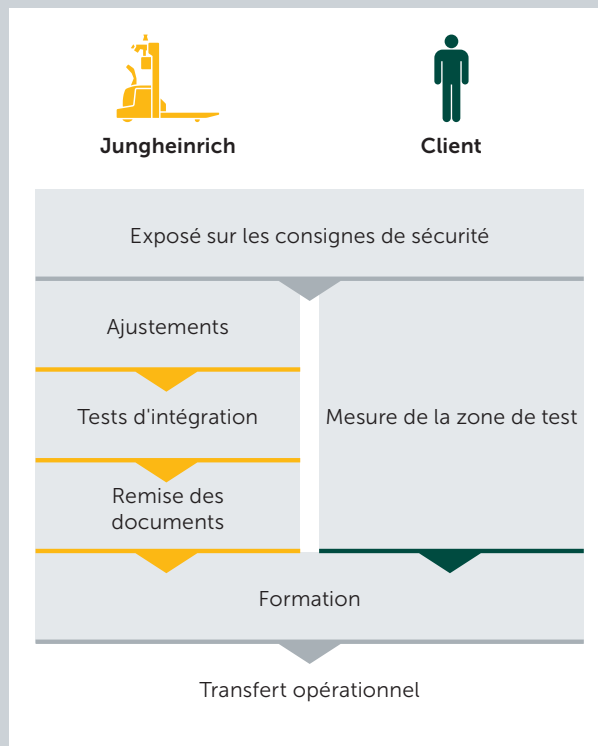 Jungheinrich
Client
Exposé sur les consignes de sécurité
Ajustements
Tests d'intégration
Mesure de la zone de test
Remise des
documents
Formation
Transfert opérationnel